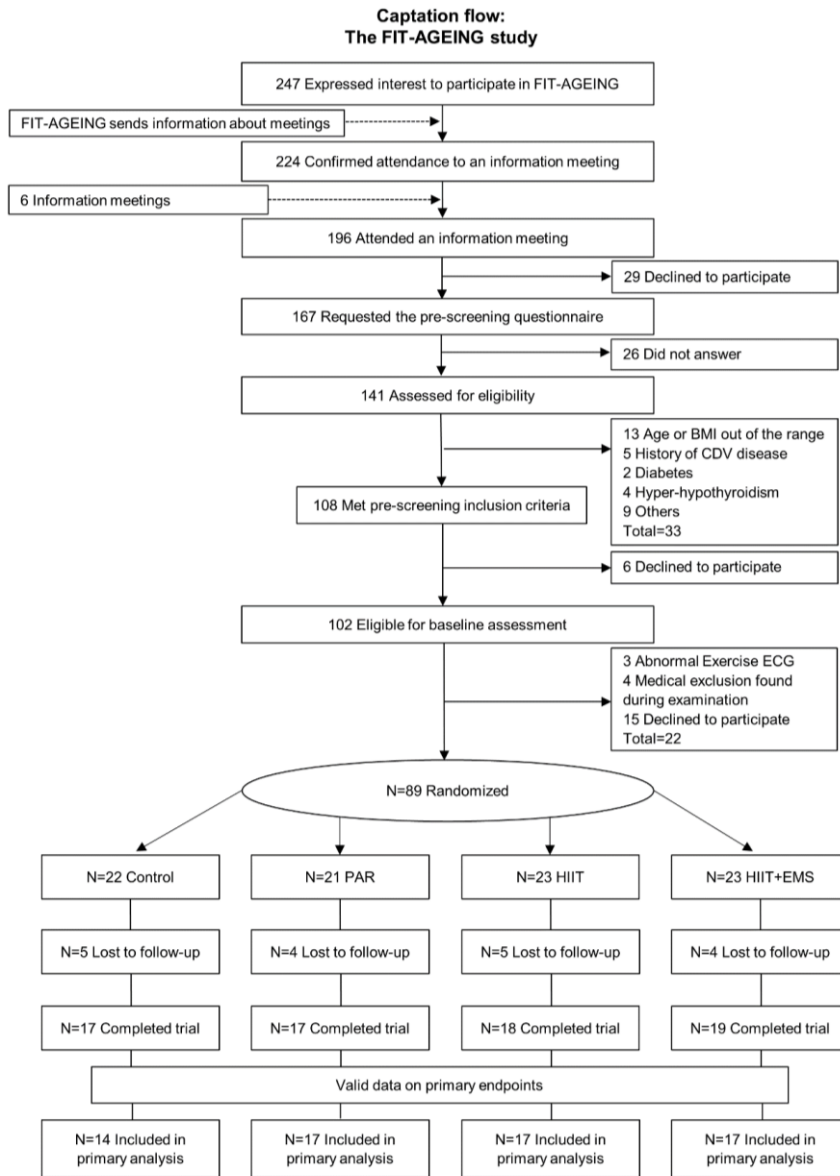 Captation flow:
The FIT-AGEING study
247 Expressed interest to participate in FIT-AGEING
FIT-AGEING sends information about meetings
224 Confirmed attendance to an information meeting
6 Information meetings
196 Attended an information meeting
29 Declined to participate
167 Requested the pre-screening questionnaire
26 Did not answer
141 Assessed for eligibility
13 Age or BMI out of the range
5 History of CDV disease
2 Diabetes
4 Hyper-hypothyroidism
9 Others
Total=33
108 Met pre-screening inclusion criteria
6 Declined to participate
102 Eligible for baseline assessment
3 Abnormal Exercise ECG
4 Medical exclusion found
during examination
15 Declined to participate
Total=22
N=89 Randomized
N=22 Control
N=21 PAR
N=23 HIIT
N=23 HIIT+EMS
N=5 Lost to follow-up
N=4 Lost to follow-up
N=5 Lost to follow-up
N=4 Lost to follow-up
N=17 Completed trial
N=17 Completed trial
N=18 Completed trial
N=19 Completed trial
Valid data on primary endpoints
N=14 Included in
primary analysis
N=17 Included in
primary analysis
N=17 Included in
primary analysis
N=17 Included in
primary analysis